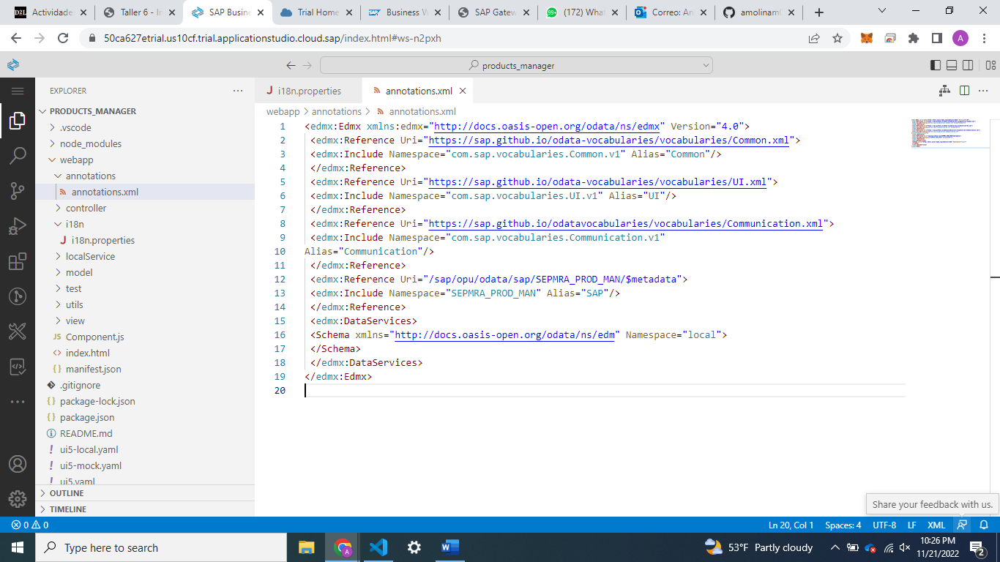 Actividade
Taller 6 - In
SAP Busine
Trial Home
Business W
SAP Gatew
(172) What
Correo: An
amolinam0
50ca627etrial.us10cf.trial.applicationstudio.cloud.sap/index.html#ws-n2pxh
products_manager
EXPLORER
PRODUCTS_MANAGER
.vscode
node_modules
webapp
annotations
annotations.xml
controller
i18n
i18n.properties
localService
model
test
utils
view
Component.js
index.html
manifest.json
.gitignore
package-lock.json
package.json
README.md
ui5-local.yaml
ui5-mock.yaml
ui5.yaml
OUTLINE
TIMELINE
i18n.properties
annotations.xml
webapp > annotations > annotations.xml
1 <edmx:Edmx xmlns:edmx="http://docs.oasis-open.org/odata/ns/edmx" Version="4.0">
2 <edmx:Reference Uri="https://sap.github.io/odata-vocabularies/vocabularies/Common.xml">
3 <edmx:Include Namespace="com.sap.vocabularies.Common.v1" Alias="Common"/>
4 </edmx:Reference>
5 <edmx:Reference Uri="https://sap.github.io/odata-vocabularies/vocabularies/UI.xml">
6 <edmx:Include Namespace="com.sap.vocabularies.UI.v1" Alias="UI"/>
7 </edmx:Reference>
8 <edmx:Reference Uri="https://sap.github.io/odatavocabularies/vocabularies/Communication.xml">
9 <edmx:Include Namespace="com.sap.vocabularies.Communication.v1"
10 Alias="Communication"/>
11 </edmx:Reference>
12 <edmx:Reference Uri="/sap/opu/odata/sap/SEPMRA_PROD_MAN/$metadata">
13 <edmx:Include Namespace="SEPMRA_PROD_MAN" Alias="SAP"/>
14 </edmx:Reference>
15 <edmx:DataServices>
16 <Schema xmlns="http://docs.oasis-open.org/odata/ns/edm" Namespace="local">
17 </Schema>
18 </edmx:DataServices>
19 </edmx:Edmx>
20
Share your feedback with us.
0 0
Ln 20, Col 1 Spaces: 4 UTF-8 LF XML
Type here to search
53°F Partly cloudy
10:26 PM
11/21/2022
2